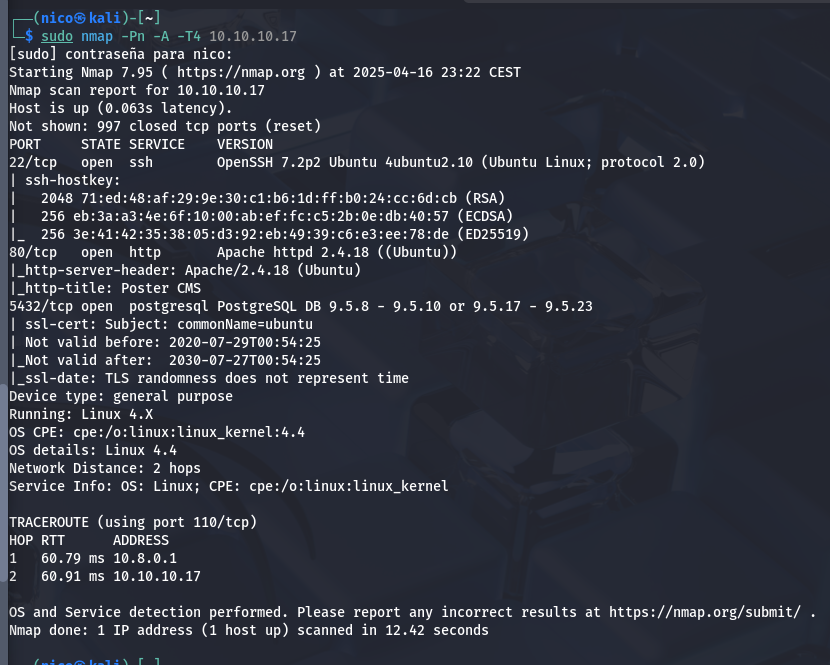 ┌──(nico㉿kali)-[~]
└─$ sudo nmap -Pn -A -T4 10.10.10.17
[sudo] contraseña para nico:
Starting Nmap 7.95 ( https://nmap.org ) at 2025-04-16 23:22 CEST
Nmap scan report for 10.10.10.17
Host is up (0.063s latency).
Not shown: 997 closed tcp ports (reset)
PORT     STATE SERVICE    VERSION
22/tcp   open  ssh        OpenSSH 7.2p2 Ubuntu 4ubuntu2.10 (Ubuntu Linux; protocol 2.0)
| ssh-hostkey:
|   2048 71:ed:48:af:29:9e:30:c1:b6:1d:ff:b0:24:cc:6d:cb (RSA)
|   256 eb:3a:a3:4e:6f:10:00:ab:ef:fc:c5:2b:0e:db:40:57 (ECDSA)
|_  256 3e:41:42:35:38:05:d3:92:eb:49:39:c6:e3:ee:78:de (ED25519)
80/tcp   open  http       Apache httpd 2.4.18 ((Ubuntu))
|_http-server-header: Apache/2.4.18 (Ubuntu)
|_http-title: Poster CMS
5432/tcp open  postgresql PostgreSQL DB 9.5.8 - 9.5.10 or 9.5.17 - 9.5.23
| ssl-cert: Subject: commonName=ubuntu
| Not valid before: 2020-07-29T00:54:25
|_Not valid after:  2030-07-27T00:54:25
|_ssl-date: TLS randomness does not represent time
Device type: general purpose
Running: Linux 4.X
OS CPE: cpe:/o:linux:linux_kernel:4.4
OS details: Linux 4.4
Network Distance: 2 hops
Service Info: OS: Linux; CPE: cpe:/o:linux:linux_kernel

TRACEROUTE (using port 110/tcp)
HOP RTT      ADDRESS
1   60.79 ms 10.8.0.1
2   60.91 ms 10.10.10.17

OS and Service detection performed. Please report any incorrect results at https://nmap.org/submit/ .
Nmap done: 1 IP address (1 host up) scanned in 12.42 seconds

(nico㉿kali)-[~]